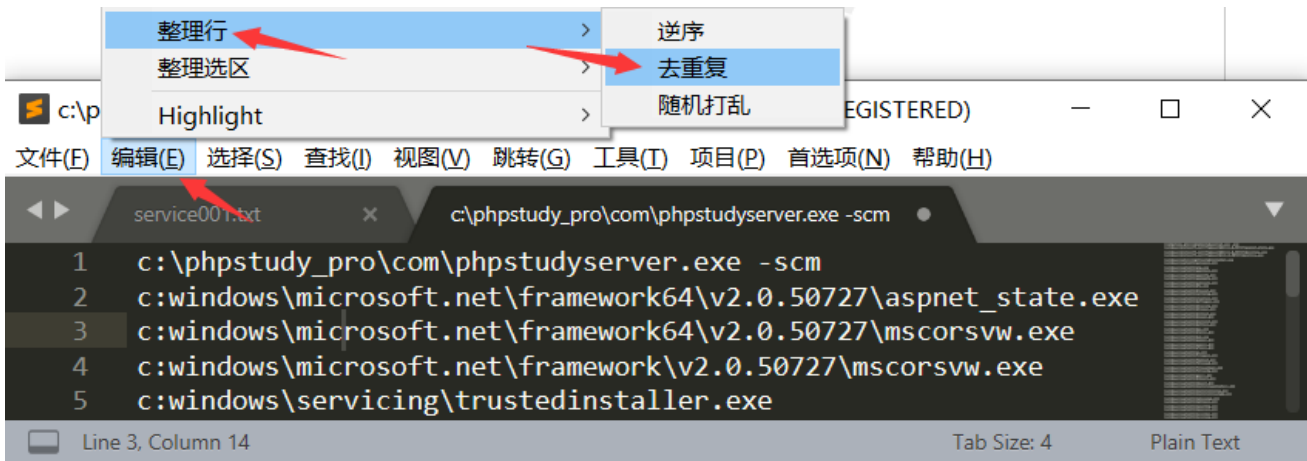 整理行 > 逆序
整理选区 > 去重复
Highlight > 随机打乱
c:\p EGISTERED)
文件(F) 编辑(E) 选择(S) 查找(I) 视图(V) 跳转(G) 工具(T) 项目(P) 首选项(N) 帮助(H)
service001.txt × c:\phpstudy_pro\com\phpstudyserver.exe -scm
1 c:\phpstudy_pro\com\phpstudyserver.exe -scm
2 c:windows\microsoft.net\framework64\v2.0.50727\aspnet_state.exe
3 c:windows\microsoft.net\framework64\v2.0.50727\mscorsvw.exe
4 c:windows\microsoft.net\framework\v2.0.50727\mscorsvw.exe
5 c:windows\servicing\trustedinstaller.exe
Line 3, Column 14 Tab Size: 4 Plain Text